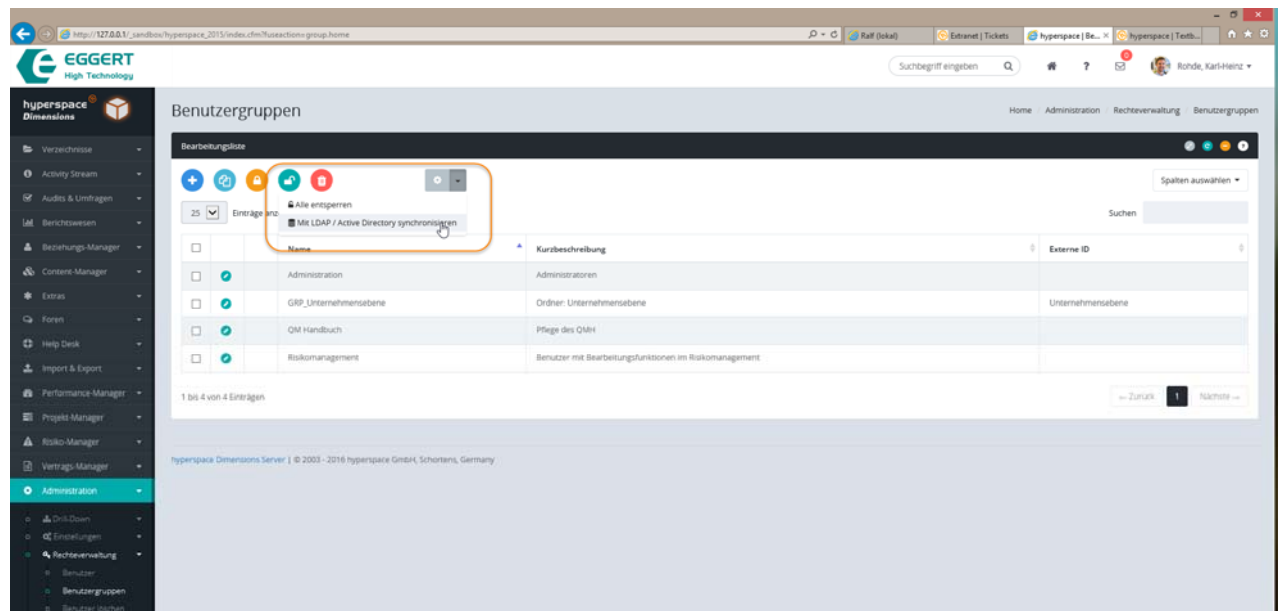 http://127.0.0.1/_sandbox/hyperspace_2015/index.cfm?fuseaction=group.home
Ralf (lokal)
Extranet | Tickets
hyperspace | Be...
hyperspace | Textb...
EGGERT
High Technology
Suchbegriff eingeben
?
0
Rohde, Karl-Heinz
hyperspace®
Dimensions
Benutzergruppen
Home / Administration / Rechteverwaltung / Benutzergruppen
Verzeichnisse
Activity Stream
Audits & Umfragen
Berichtswesen
Beziehungs-Manager
Content-Manager
Extras
Foren
Help Desk
Import & Export
Performance-Manager
Projekt-Manager
Risiko-Manager
Vertrags-Manager
Administration
Drill-Down
Einstellungen
Rechteverwaltung
Benutzer
Benutzergruppen
Benutzer löschen
Bearbeitungsliste
Spalten auswählen
Alle entsperren
Mit LDAP / Active Directory synchronisieren
25 Einträge anz
Suchen
Name Kurzbeschreibung Externe ID
Administration Administratoren
GRP_Unternehmensebene Ordner: Unternehmensebene Unternehmensebene
QM Handbuch Pflege des QMH
Risikomanagement Benutzer mit Bearbeitungsfunktionen im Risikomanagement
1 bis 4 von 4 Einträgen
← Zurück 1 Nächste →
hyperspace Dimensions Server | © 2003 - 2016 hyperspace GmbH, Schortens, Germany